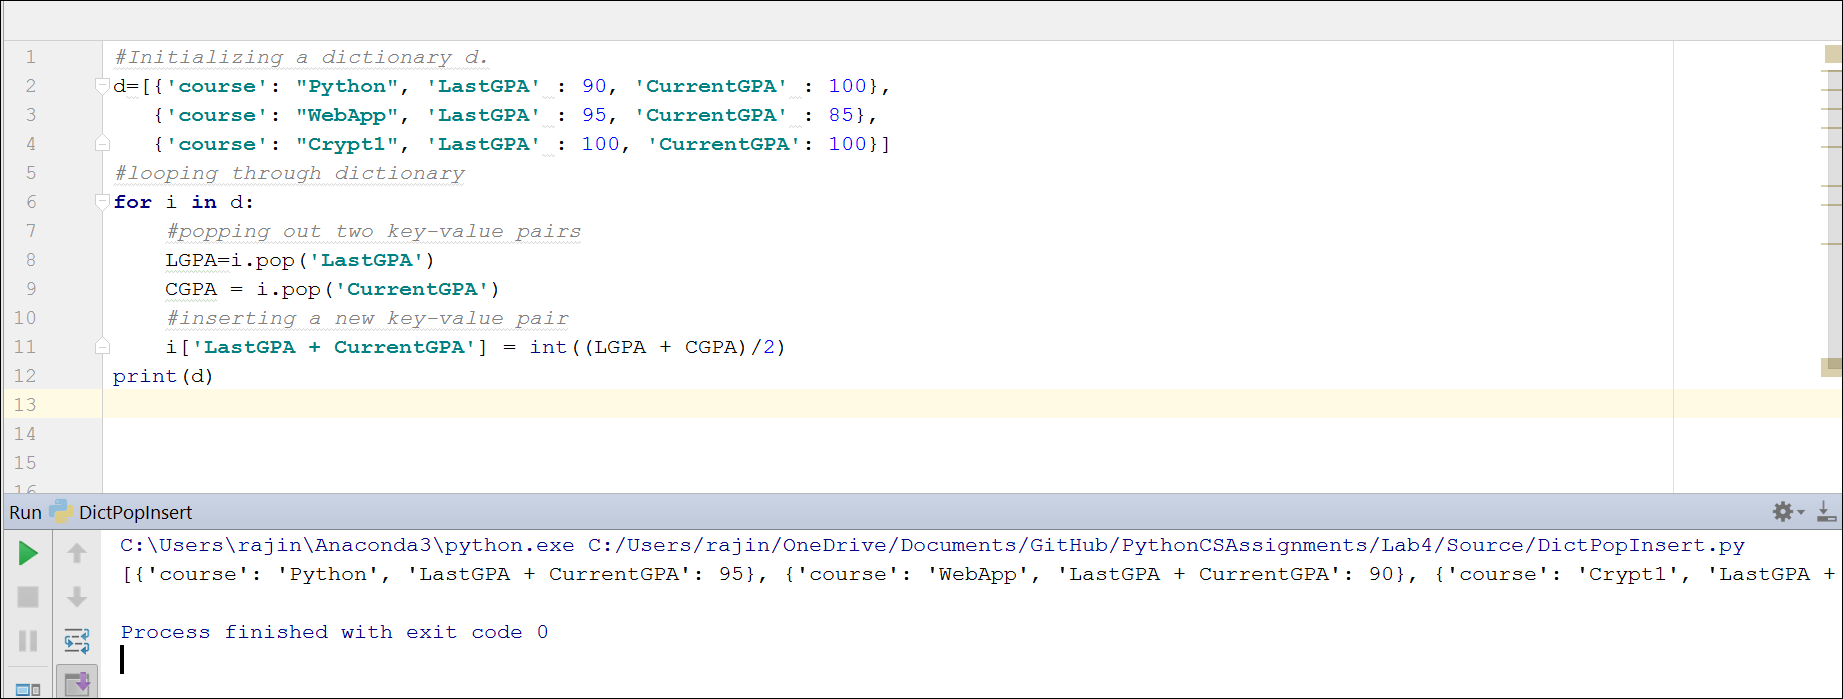 1 #Initializing a dictionary d.
2 d=[{'course': "Python", 'LastGPA' : 90, 'CurrentGPA' : 100},
3 {'course': "WebApp", 'LastGPA' : 95, 'CurrentGPA' : 85},
4 {'course': "Crypt1", 'LastGPA' : 100, 'CurrentGPA': 100}]
5 #looping through dictionary
6 for i in d:
7 #popping out two key-value pairs
8 LGPA=i.pop('LastGPA')
9 CGPA = i.pop('CurrentGPA')
10 #inserting a new key-value pair
11 i['LastGPA + CurrentGPA'] = int((LGPA + CGPA)/2)
12 print(d)
13
14
15
16
Run DictPopInsert
C:\Users\rajin\Anaconda3\python.exe C:/Users/rajin/OneDrive/Documents/GitHub/PythonCSAssignments/Lab4/Source/DictPopInsert.py
[{'course': 'Python', 'LastGPA + CurrentGPA': 95}, {'course': 'WebApp', 'LastGPA + CurrentGPA': 90}, {'course': 'Crypt1', 'LastGPA +
Process finished with exit code 0